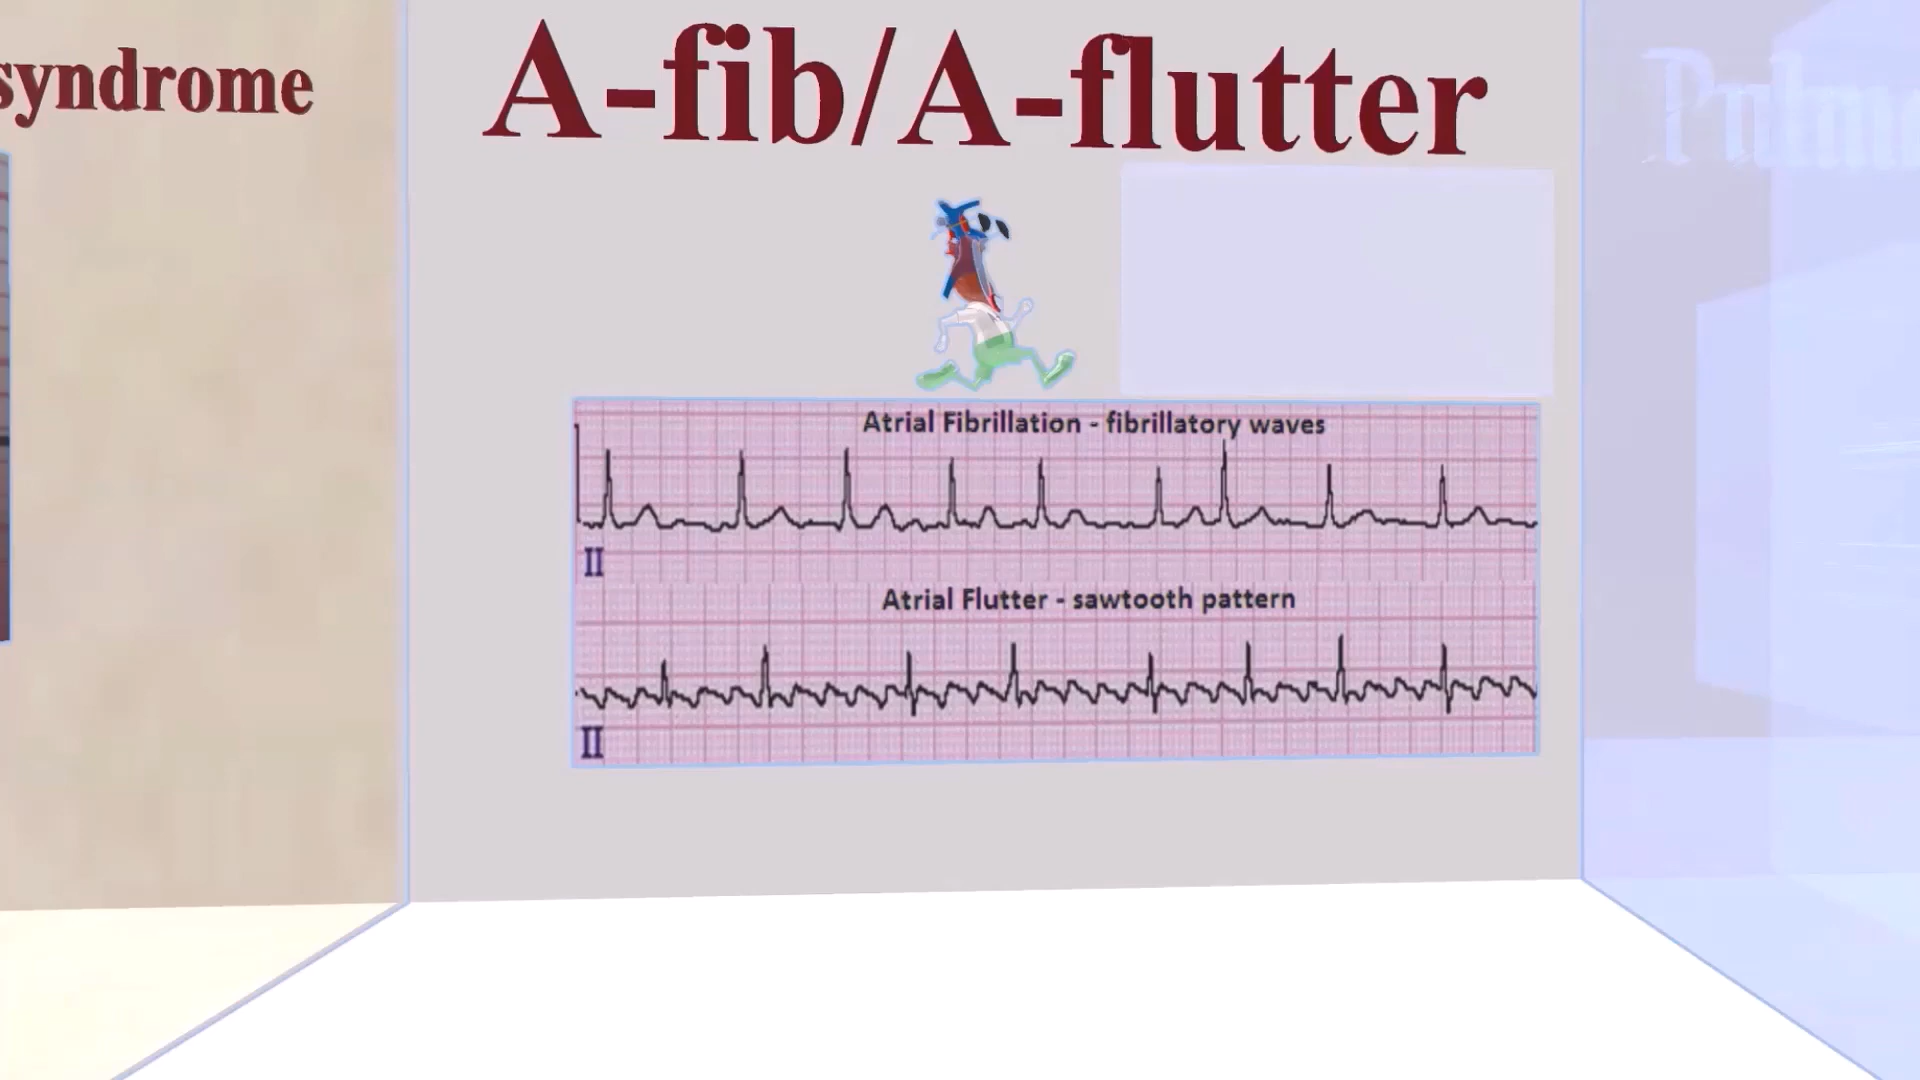 syndrome
A-fib/A-flutter
Atrial Fibrillation - fibrillatory waves
II
Atrial Flutter - sawtooth pattern
II